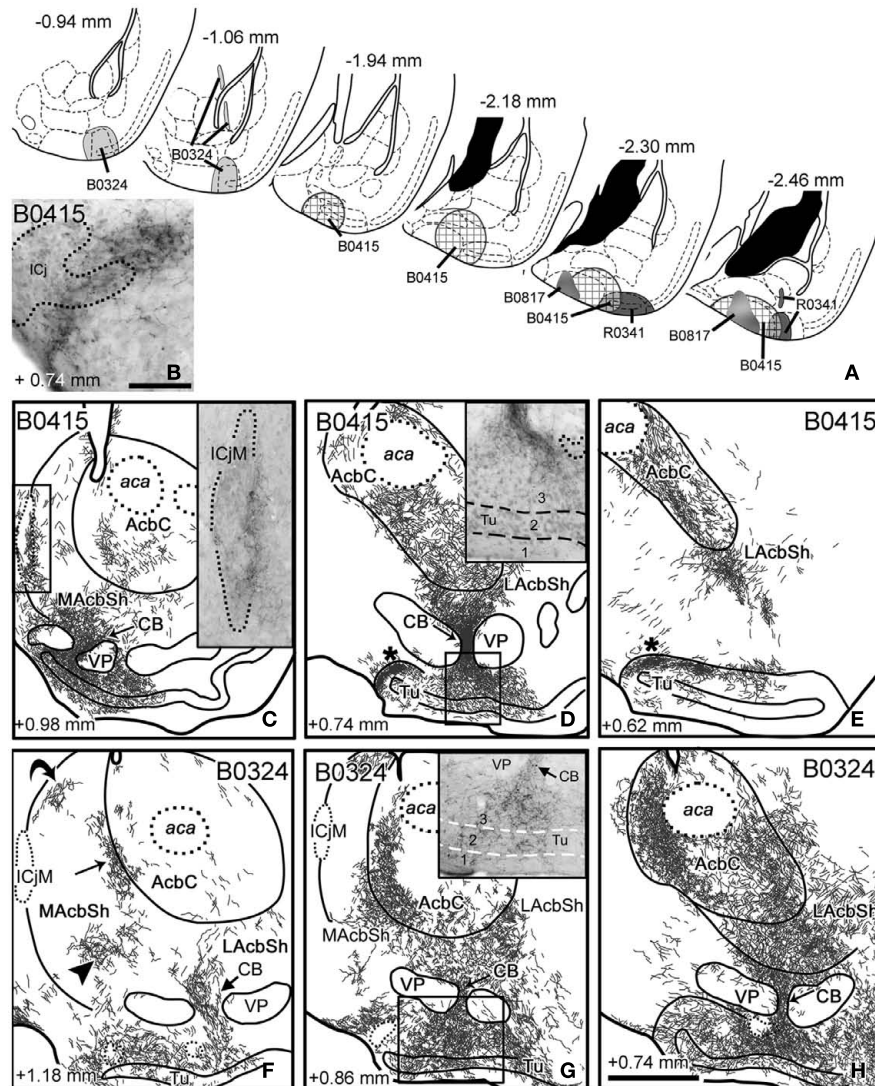 -0.94 mm
-1.06 mm
-1.94 mm
-2.18 mm
-2.30 mm
-2.46 mm
B0324
B0324
B0415
B0415
B0817
B0415
R0341
R0341
B0817
B0415
A
B0415
ICj
+ 0.74 mm
B
B0415
ICjM
aca
AcbC
MAcbSh
CB
VP
+0.98 mm
C
B0415
aca
AcbC
3
Tu
2
1
LAcbSh
CB
VP
*
Tu
+0.74 mm
D
B0415
aca
AcbC
LAcbSh
*
Tu
+0.62 mm
E
B0324
aca
ICjM
AcbC
MAcbSh
LAcbSh
CB
VP
Tu
+1.18 mm
F
B0324
VP
CB
aca
3
2
Tu
1
ICjM
AcbC
LAcbSh
MAcbSh
CB
VP
Tu
+0.86 mm
G
B0324
aca
AcbC
LAcbSh
VP
CB
Tu
+0.74 mm
H